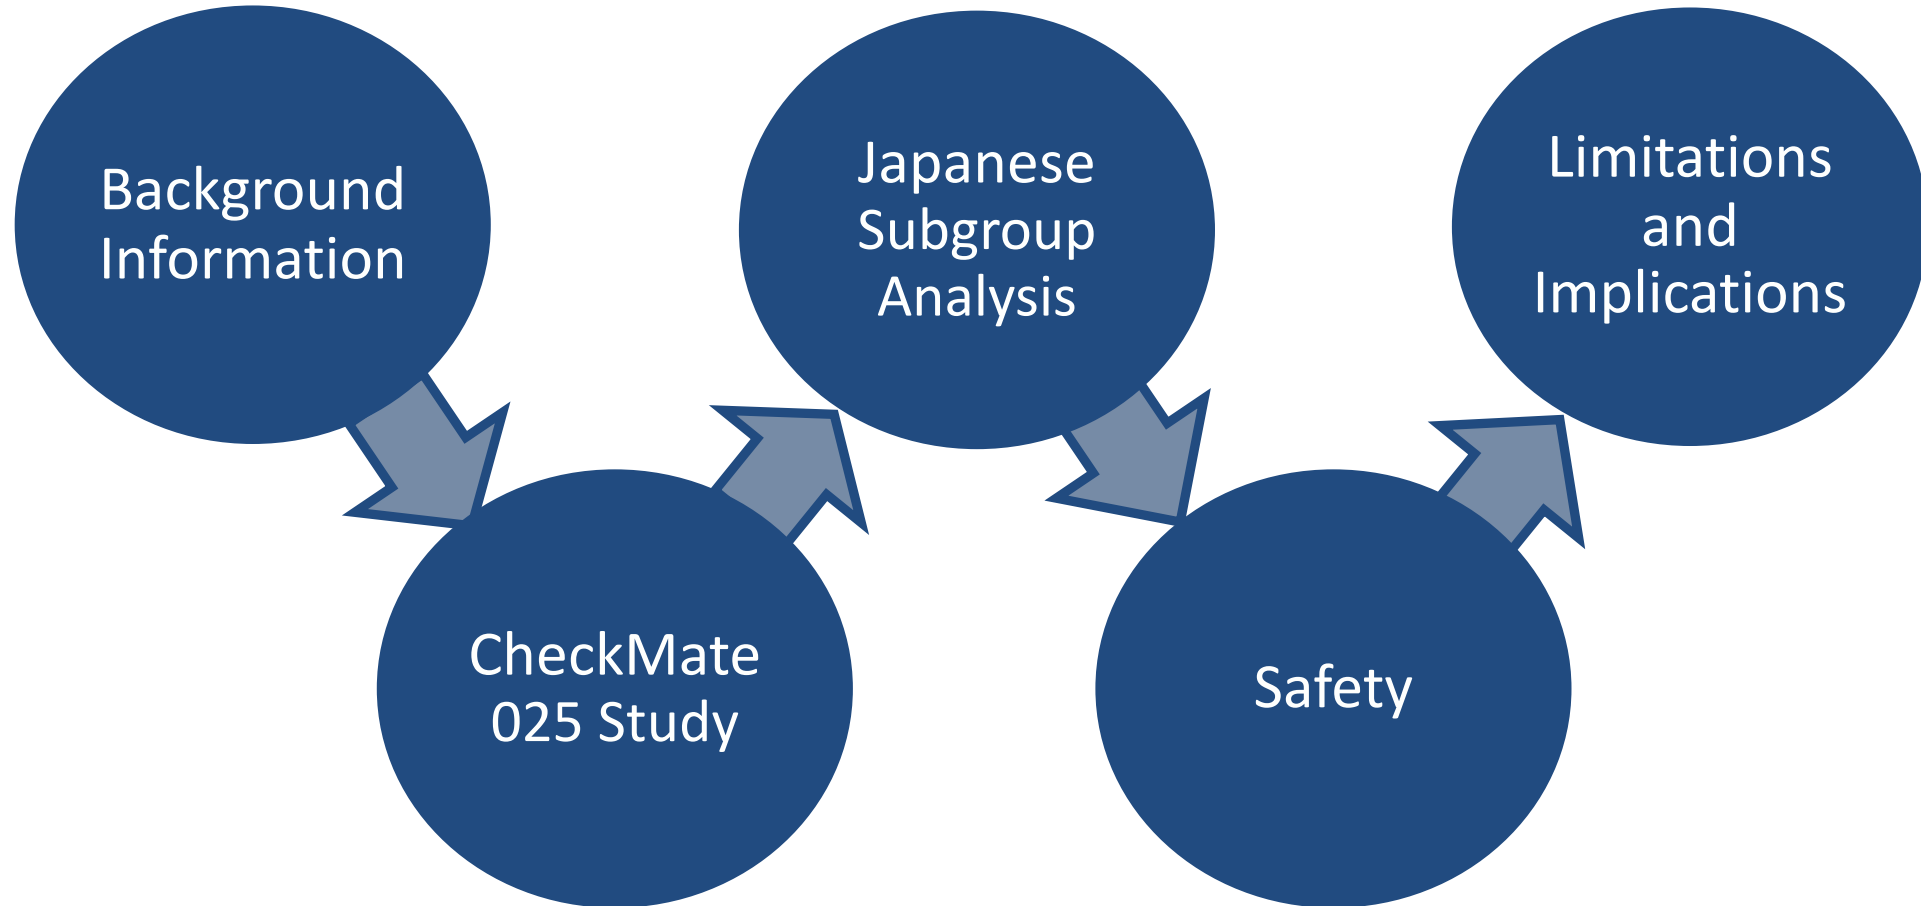 Background
Information
CheckMate
025 Study
Japanese
Subgroup
Analysis
Safety
Limitations
and
Implications